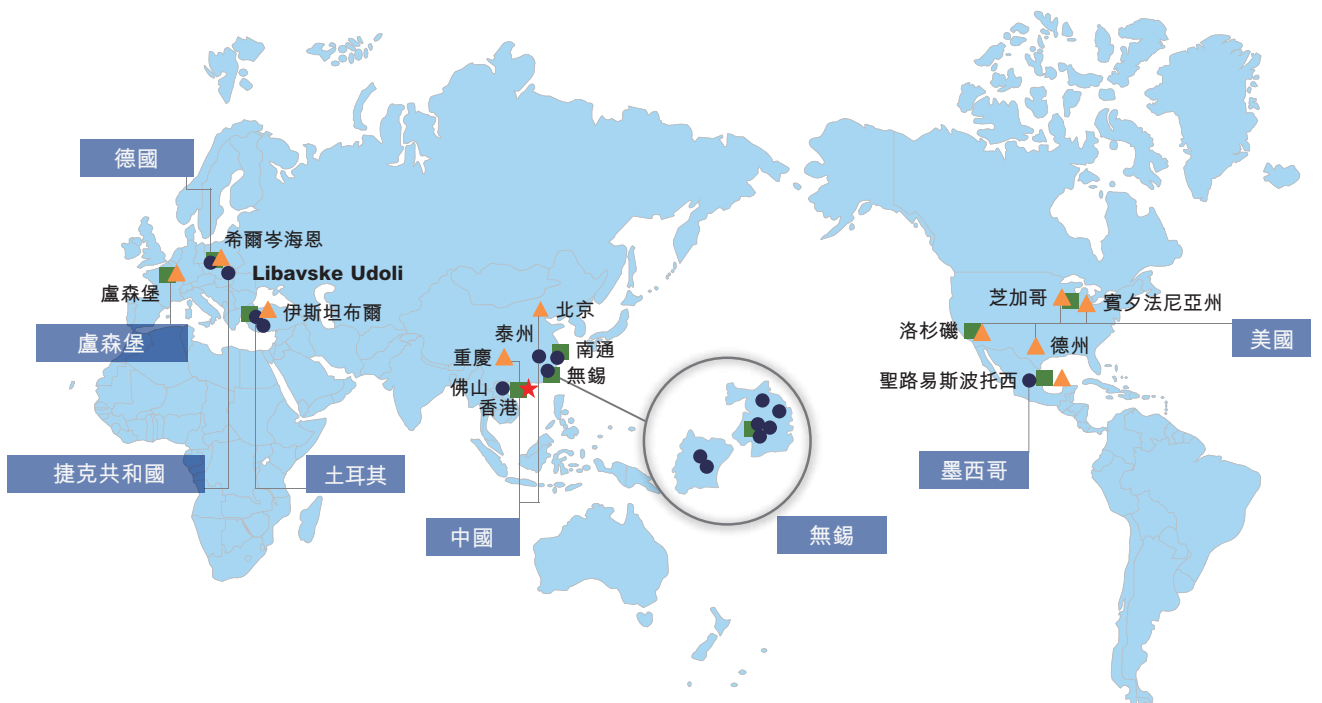 德國
希爾岑海恩
Libavske Udoli
盧森堡
伊斯坦布爾
盧森堡
捷克共和國
土耳其
北京
泰州
南通
重慶
無錫
佛山
香港
中國
無錫
芝加哥
賓夕法尼亞州
洛杉磯
德州
美國
聖路易斯波托西
墨西哥